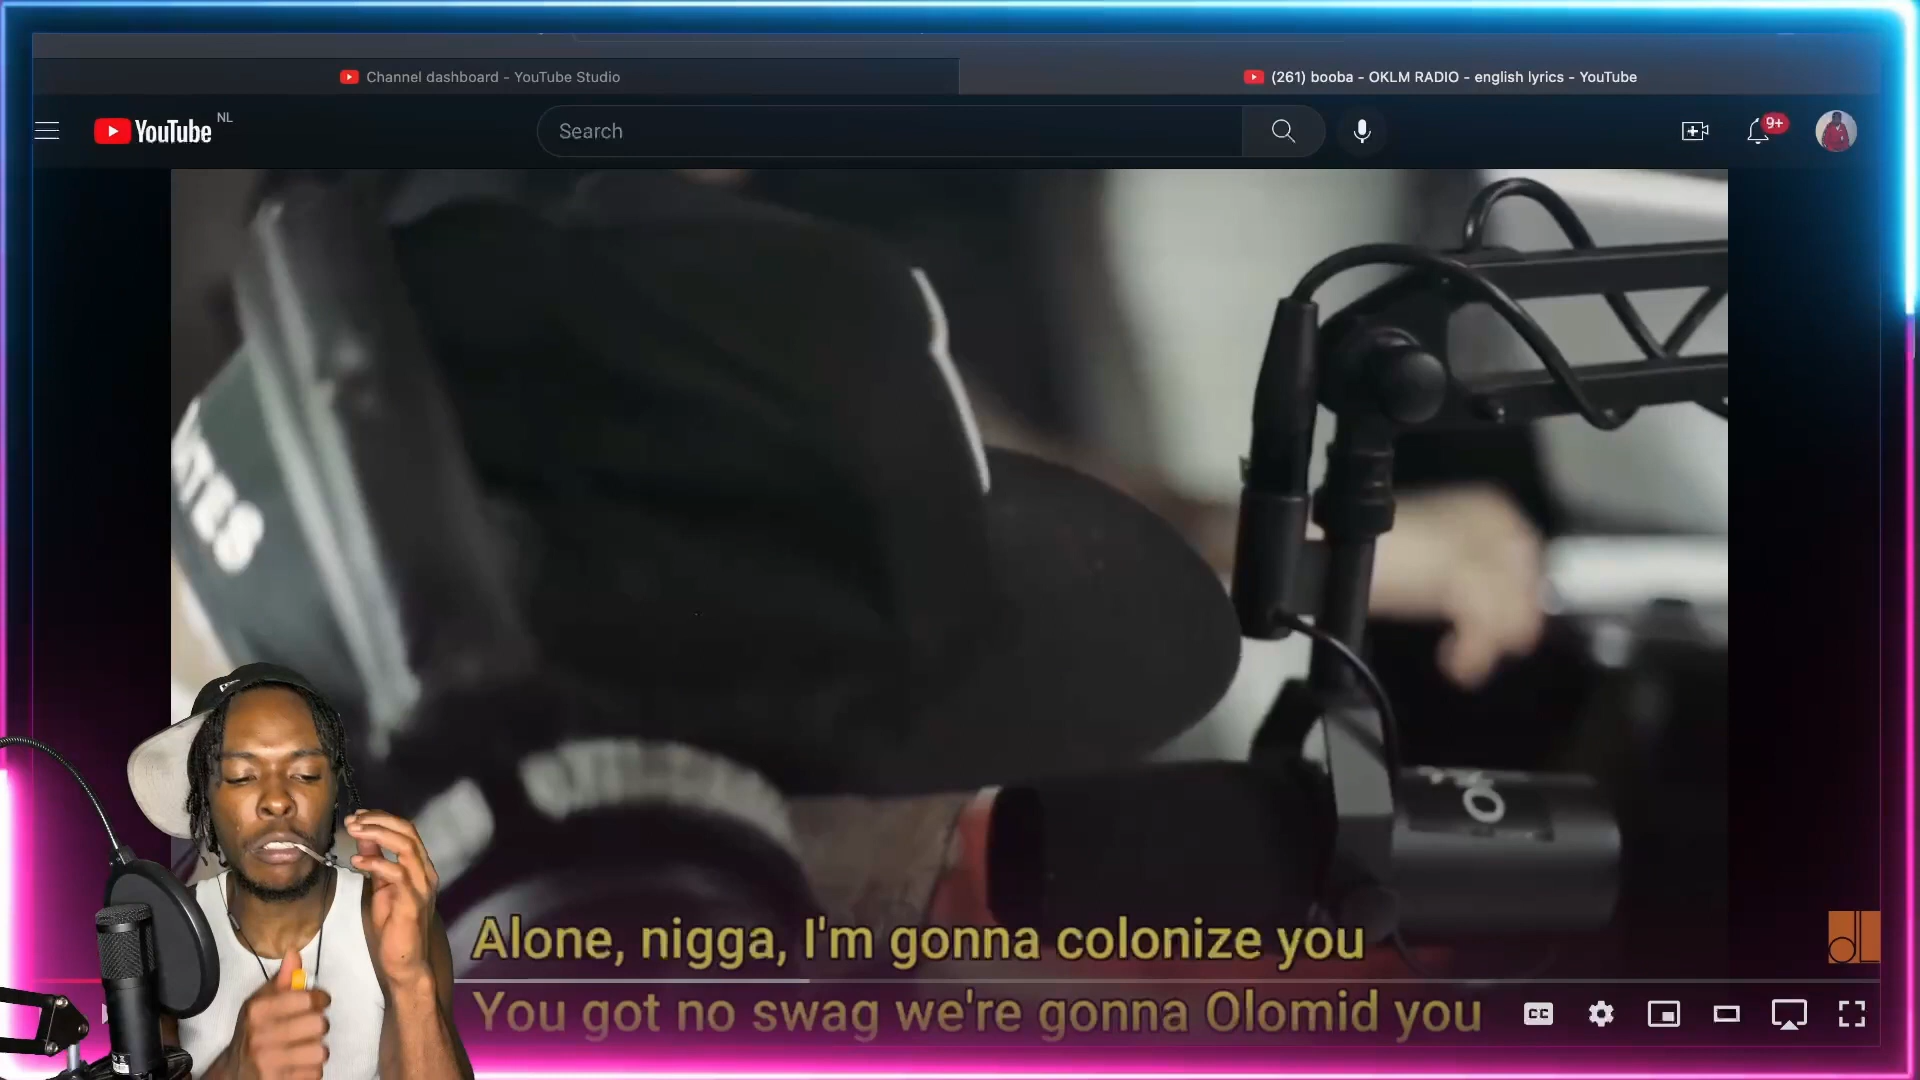 Channel dashboard - YouTube Studio
(261) booba - OKLM RADIO - english lyrics - YouTube
YouTube NL
Search
9+
Alone, nigga, I'm gonna colonize you
You got no swag we're gonna Olomid you
CC